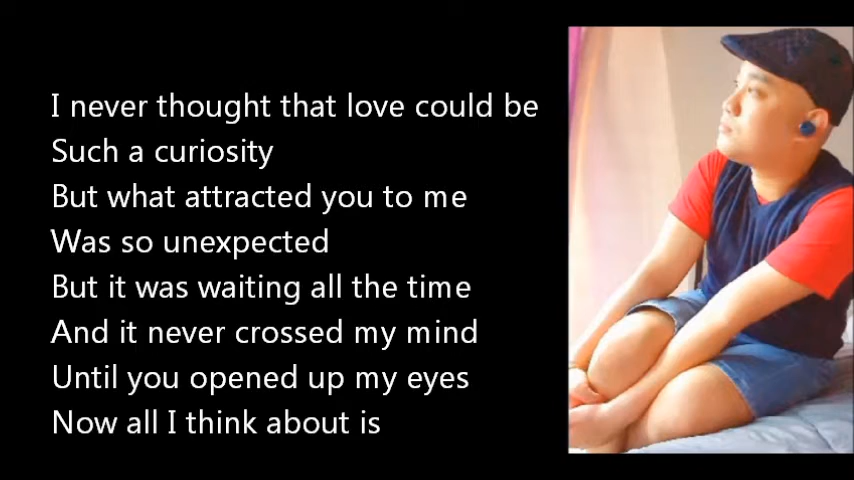 I never thought that love could be
Such a curiosity
But what attracted you to me
Was so unexpected
But it was waiting all the time
And it never crossed my mind
Until you opened up my eyes
Now all I think about is